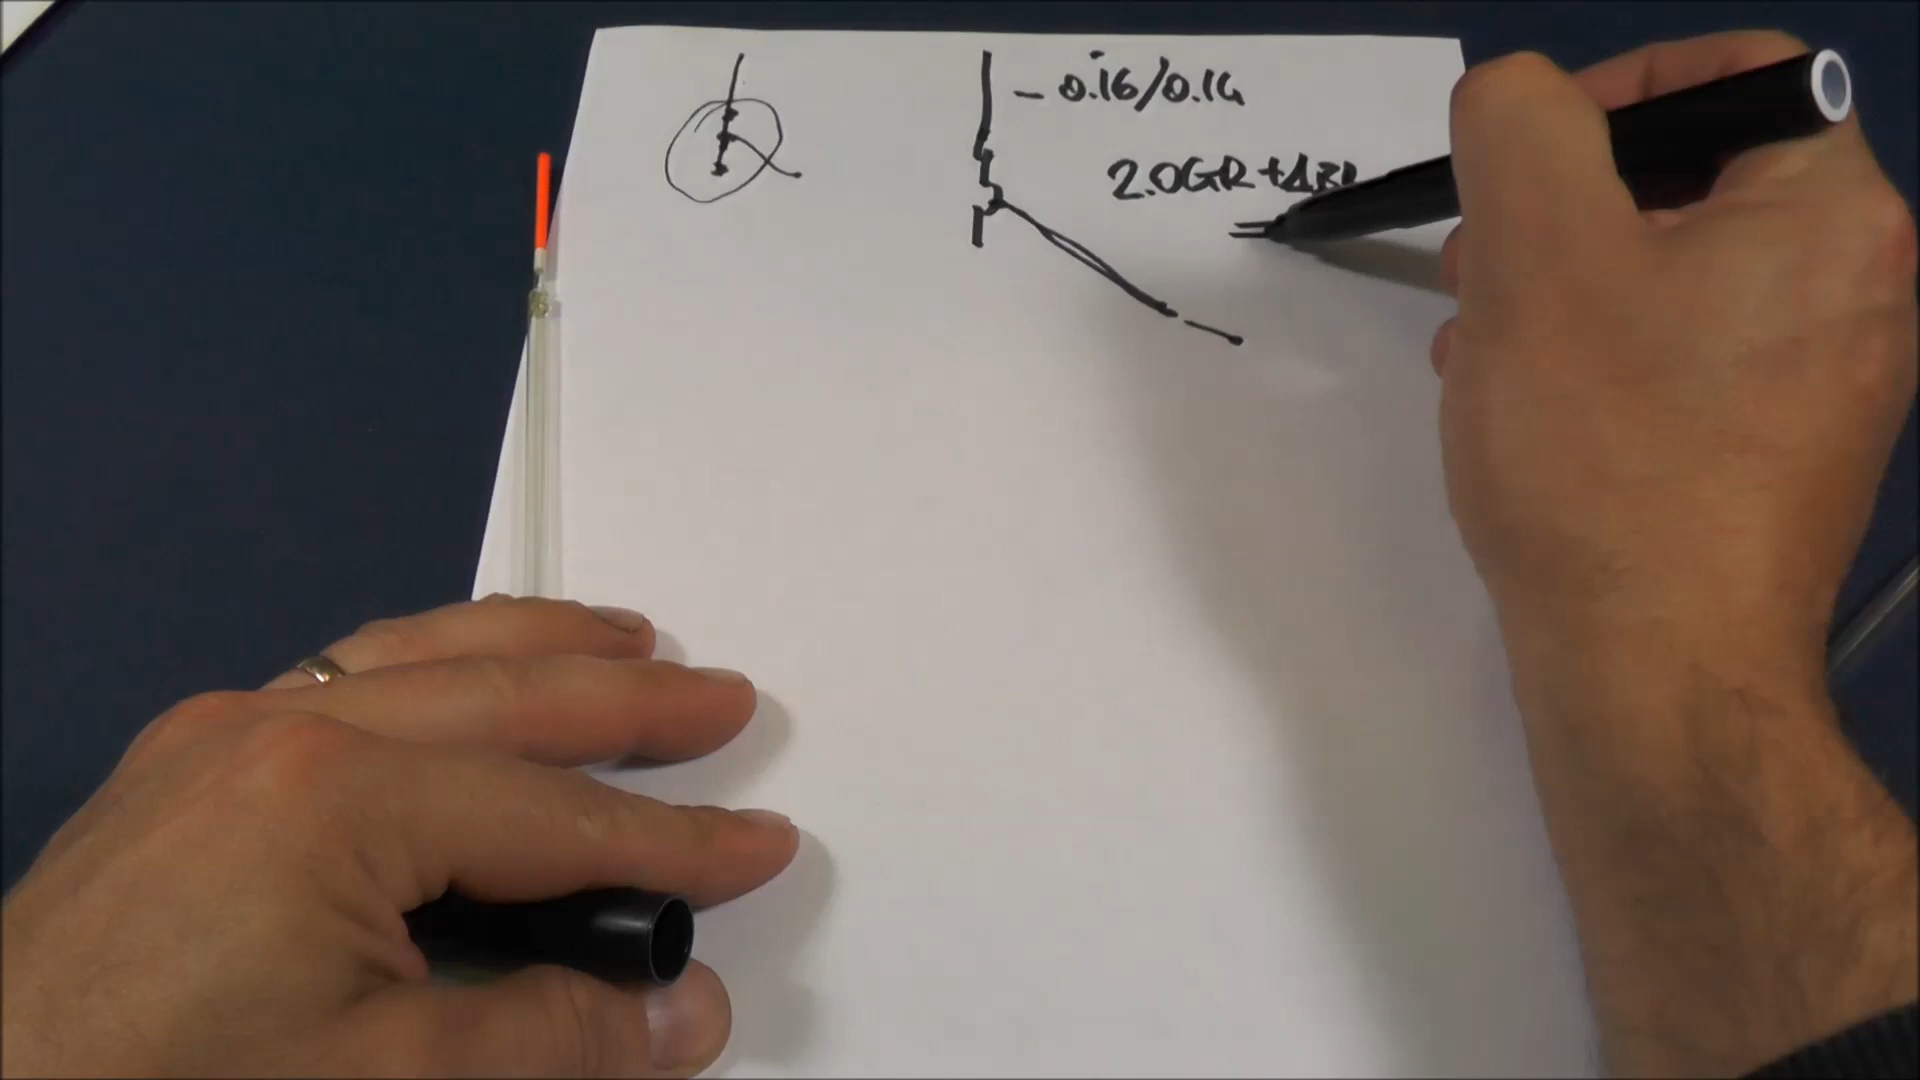 - 0.16/0.14
2.0GR +
=